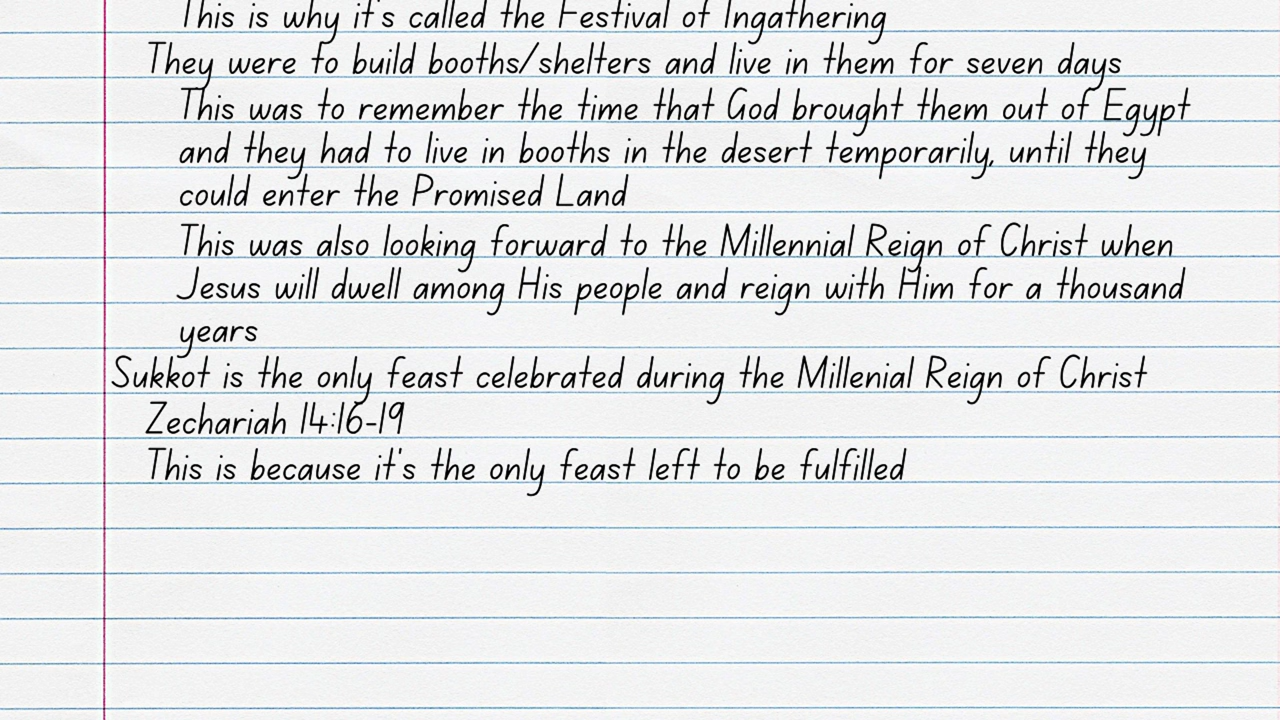 This is why it's called the Festival of Ingathering
They were to build booths/shelters and live in them for seven days
This was to remember the time that God brought them out of Egypt
and they had to live in booths in the desert temporarily, until they
could enter the Promised Land
This was also looking forward to the Millennial Reign of Christ when
Jesus will dwell among His people and reign with Him for a thousand
years
Sukkot is the only feast celebrated during the Millenial Reign of Christ
Zechariah 14:16-19
This is because it's the only feast left to be fulfilled